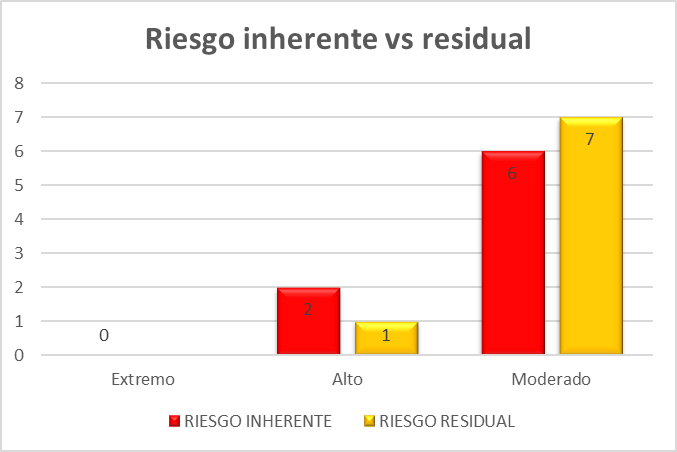 Riesgo inherente vs residual
8
7
6
5
4
3
2
1
0
0
2
1
6
7
Extremo
Alto
Moderado
RIESGO INHERENTE
RIESGO RESIDUAL